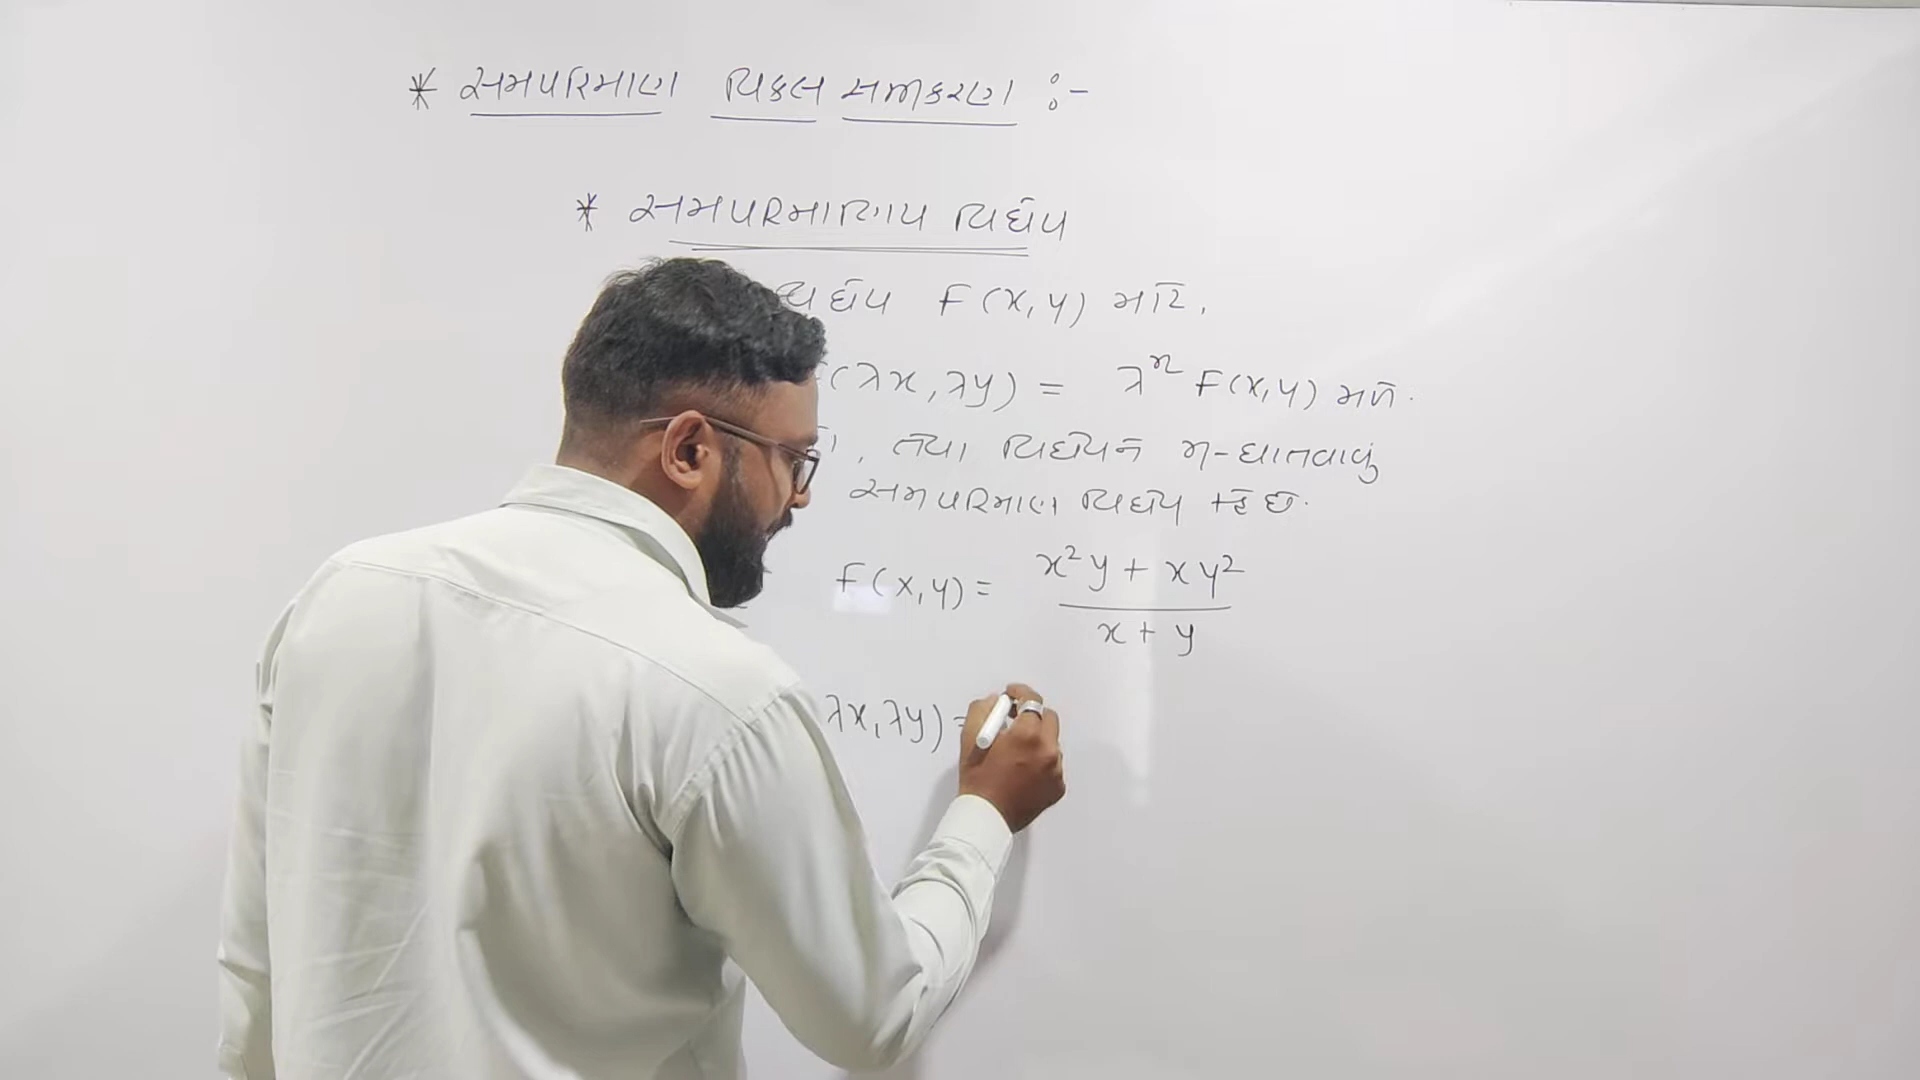 * સમપરિમાણ વિકલ સમીકરણ :-
* સમપરિમાણીય વિધેય
વિધેય F(x,y) માટે,
(λx,λy) = λⁿ F(x,y) મળે.
, તેવા વિધેયને n-ઘાતવાળું
સમપરિમાણ વિધેય કહે છે.
F(x,y) = (x²y + xy²)/(x + y)
λx,λy) =